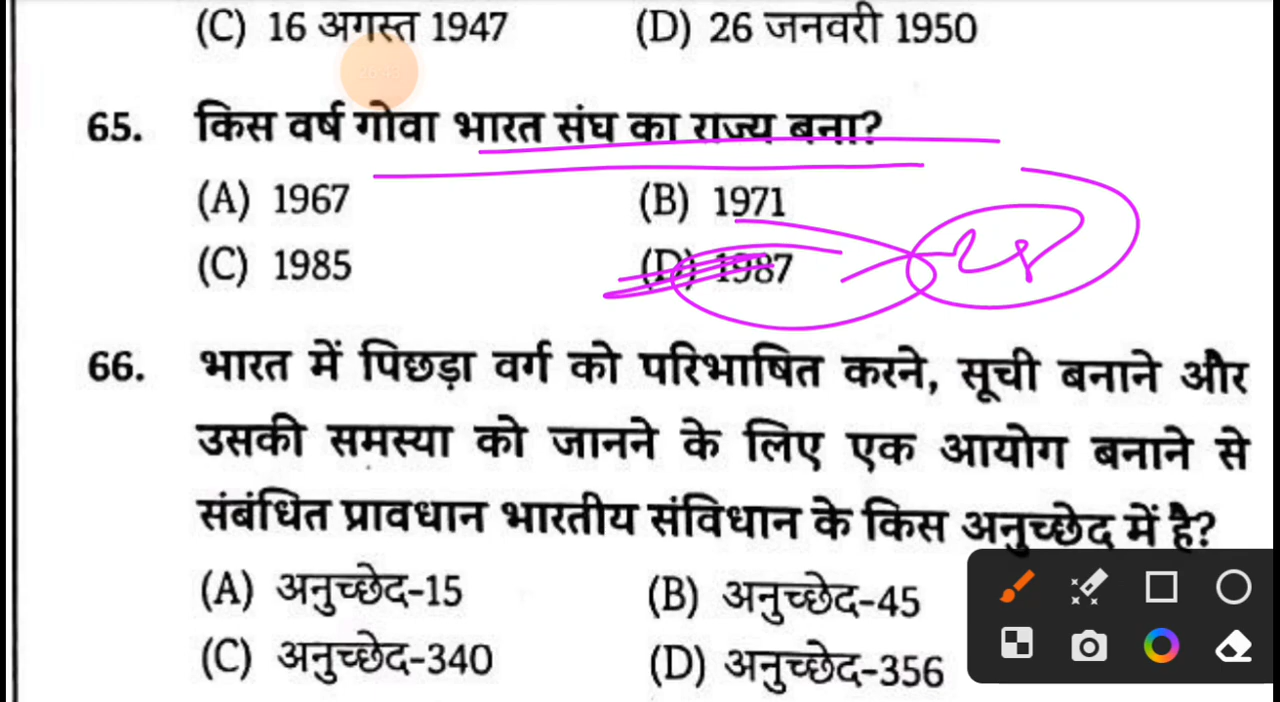 (C) 16 अगस्त 1947 (D) 26 जनवरी 1950
65. किस वर्ष गोवा भारत संघ का राज्य बना?
(A) 1967 (B) 1971
(C) 1985 (D) 1987
66. भारत में पिछड़ा वर्ग को परिभाषित करने, सूची बनाने और
उसकी समस्या को जानने के लिए एक आयोग बनाने से
संबंधित प्रावधान भारतीय संविधान के किस अनुच्छेद में है?
(A) अनुच्छेद-15 (B) अनुच्छेद-45
(C) अनुच्छेद-340 (D) अनुच्छेद-356